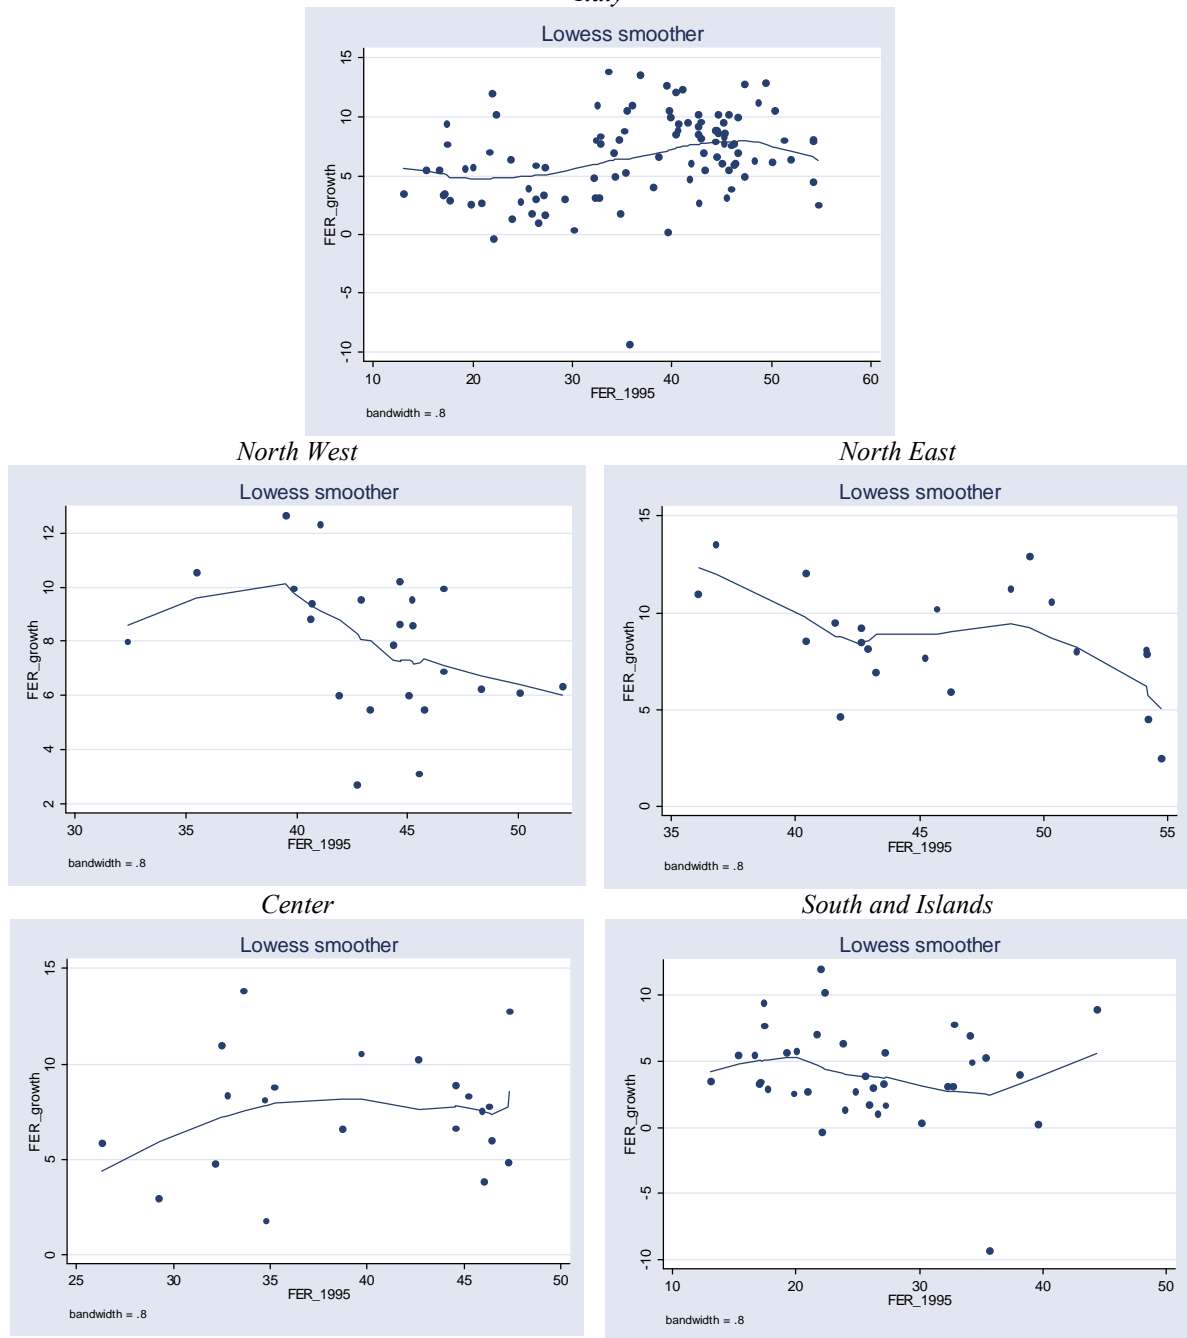 Italy
Lowess smoother
15
10
5
0
-5
-10
FER_growth
10 20 30 40 50 60
FER_1995
bandwidth = .8
North West
Lowess smoother
12
10
8
6
4
2
FER_growth
30 35 40 45 50
FER_1995
bandwidth = .8
North East
Lowess smoother
15
10
5
0
FER_growth
35 40 45 50 55
FER_1995
bandwidth = .8
Center
Lowess smoother
15
10
5
0
FER_growth
25 30 35 40 45 50
FER_1995
bandwidth = .8
South and Islands
Lowess smoother
10
5
0
-5
-10
FER_growth
10 20 30 40 50
FER_1995
bandwidth = .8